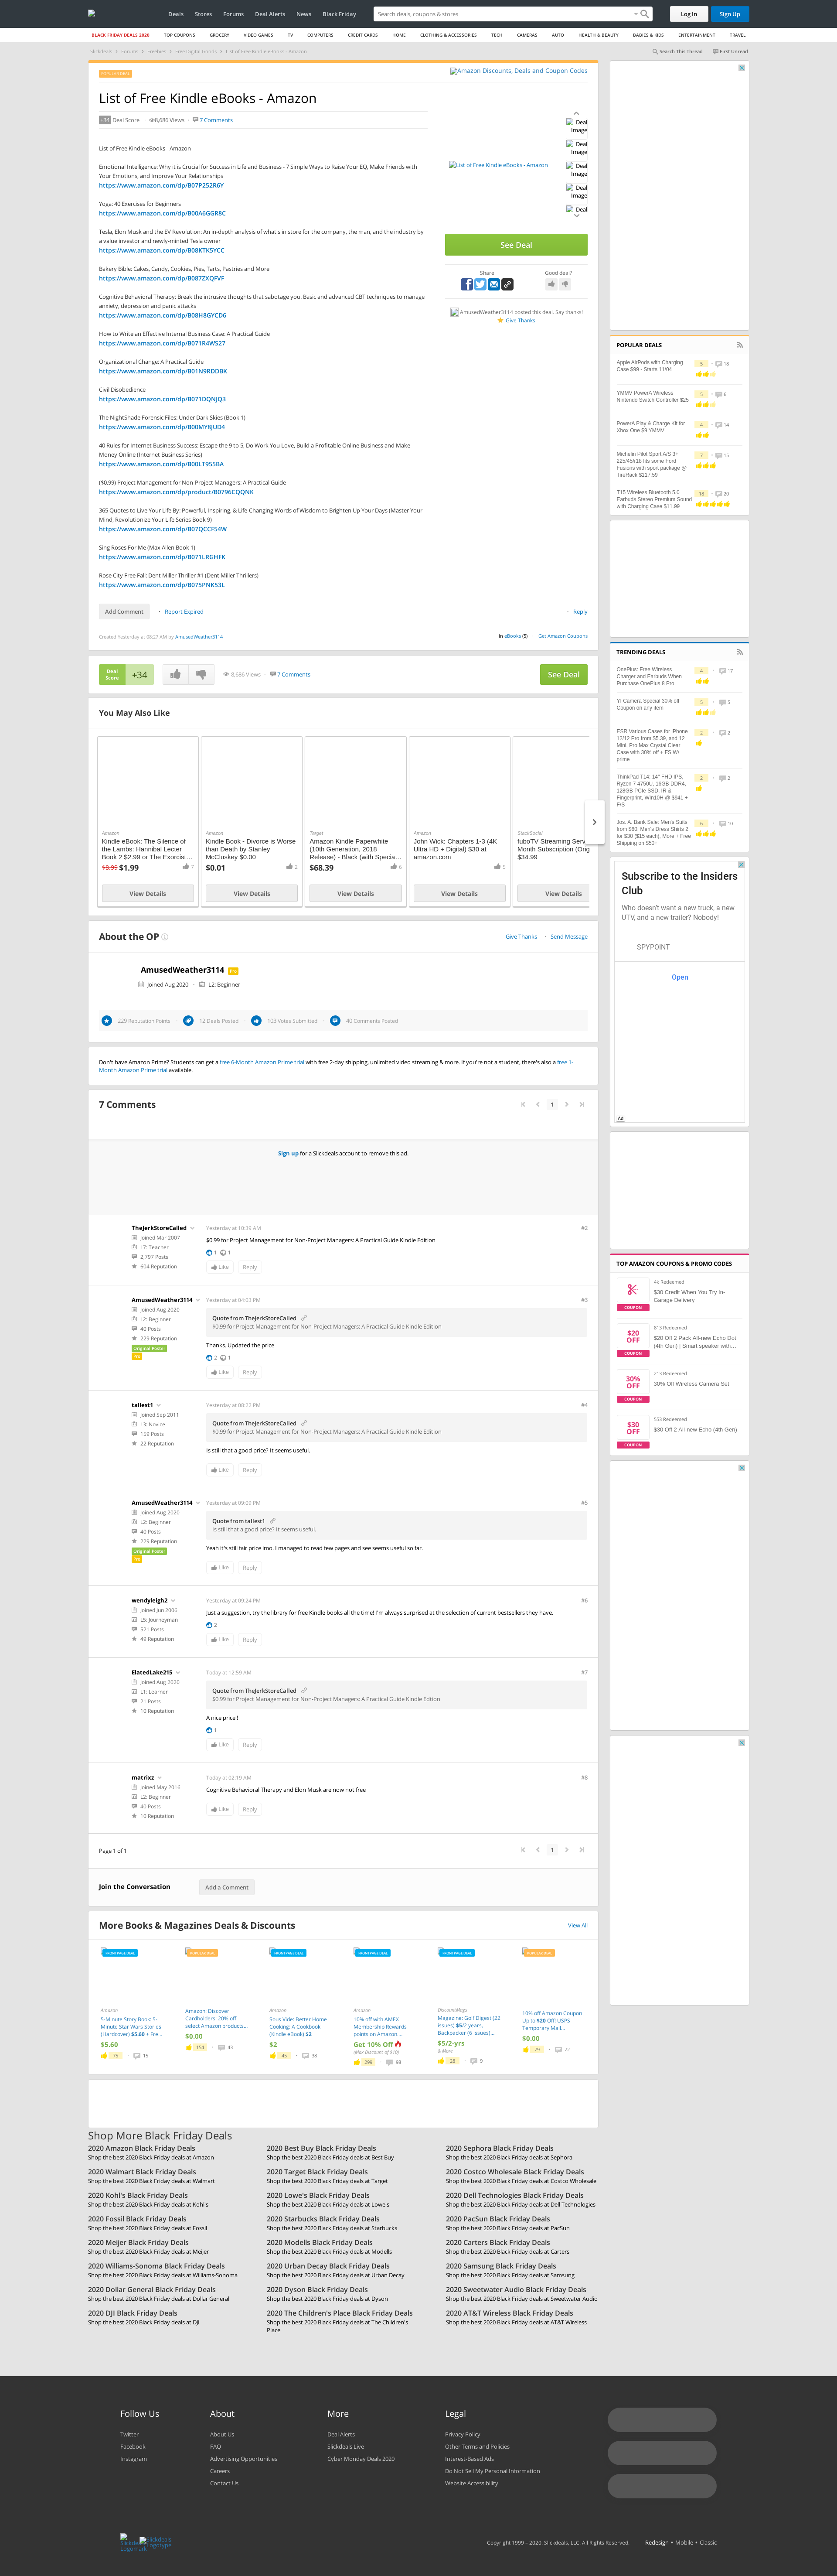 Deals
Stores
Forums
Deal Alerts
News
Black Friday
Search deals, coupons & stores
Log In
Sign Up
BLACK FRIDAY DEALS 2020
TOP COUPONS
GROCERY
VIDEO GAMES
TV
COMPUTERS
CREDIT CARDS
HOME
CLOTHING & ACCESSORIES
TECH
CAMERAS
AUTO
HEALTH & BEAUTY
BABIES & KIDS
ENTERTAINMENT
TRAVEL
Slickdeals > Forums > Freebies > Free Digital Goods > List of Free Kindle eBooks - Amazon
Search This Thread
First Unread
POPULAR DEAL
Amazon Discounts, Deals and Coupon Codes
List of Free Kindle eBooks - Amazon
+34 Deal Score
8,686 Views
7 Comments
List of Free Kindle eBooks - Amazon
Emotional Intelligence: Why it is Crucial for Success in Life and Business - 7 Simple Ways to Raise Your EQ, Make Friends with
Your Emotions, and Improve Your Relationships
https://www.amazon.com/dp/B07P252R6Y
Yoga: 40 Exercises for Beginners
https://www.amazon.com/dp/B00A6GGR8C
Tesla, Elon Musk and the EV Revolution: An in-depth analysis of what's in store for the company, the man, and the industry by
a value investor and newly-minted Tesla owner
https://www.amazon.com/dp/B08KTK5YCC
Bakery Bible: Cakes, Candy, Cookies, Pies, Tarts, Pastries and More
https://www.amazon.com/dp/B087ZXQFVF
Cognitive Behavioral Therapy: Break the intrusive thoughts that sabotage you. Basic and advanced CBT techniques to manage
anxiety, depression and panic attacks
https://www.amazon.com/dp/B08H8GYCD6
How to Write an Effective Internal Business Case: A Practical Guide
https://www.amazon.com/dp/B071R4WS27
Organizational Change: A Practical Guide
https://www.amazon.com/dp/B01N9RDDBK
Civil Disobedience
https://www.amazon.com/dp/B071DQNJQ3
The NightShade Forensic Files: Under Dark Skies (Book 1)
https://www.amazon.com/dp/B00MY8JUD4
40 Rules for Internet Business Success: Escape the 9 to 5, Do Work You Love, Build a Profitable Online Business and Make
Money Online (Internet Business Series)
https://www.amazon.com/dp/B00LT955BA
($0.99) Project Management for Non-Project Managers: A Practical Guide
https://www.amazon.com/dp/product/B0796CQQNK
365 Quotes to Live Your Life By: Powerful, Inspiring, & Life-Changing Words of Wisdom to Brighten Up Your Days (Master Your
Mind, Revolutionize Your Life Series Book 9)
https://www.amazon.com/dp/B07QCCF54W
Sing Roses For Me (Max Allen Book 1)
https://www.amazon.com/dp/B071LRGHFK
Rose City Free Fall: Dent Miller Thriller #1 (Dent Miller Thrillers)
https://www.amazon.com/dp/B075PNKS3L
List of Free Kindle eBooks - Amazon
Deal Image
Deal Image
Deal Image
Deal Image
Deal
See Deal
Share
Good deal?
AmusedWeather3114 posted this deal. Say thanks!
Give Thanks
Add Comment
Report Expired
Reply
Created Yesterday at 08:27 AM by AmusedWeather3114
in eBooks (5)
Get Amazon Coupons
Deal Score +34
8,686 Views
7 Comments
See Deal
You May Also Like
Amazon
Kindle eBook: The Silence of
the Lambs: Hannibal Lecter
Book 2 $2.99 or The Exorcist...
$8.99 $1.99
7
View Details
Amazon
Kindle Book - Divorce is Worse
than Death by Stanley
McCluskey $0.00
$0.01
2
View Details
Target
Amazon Kindle Paperwhite
(10th Generation, 2018
Release) - Black (with Specia...
$68.39
6
View Details
Amazon
John Wick: Chapters 1-3 (4K
Ultra HD + Digital) $30 at
amazon.com
5
View Details
StackSocial
fuboTV Streaming Serv
Month Subscription (Orig
$34.99
View Details
About the OP
Give Thanks
Send Message
AmusedWeather3114 Pro
Joined Aug 2020
L2: Beginner
229 Reputation Points
12 Deals Posted
103 Votes Submitted
40 Comments Posted
Don't have Amazon Prime? Students can get a free 6-Month Amazon Prime trial with free 2-day shipping, unlimited video streaming & more. If you're not a student, there's also a free 1-
Month Amazon Prime trial available.
7 Comments
1
Sign up for a Slickdeals account to remove this ad.
TheJerkStoreCalled
Joined Mar 2007
L7: Teacher
2,797 Posts
604 Reputation
Yesterday at 10:39 AM
#2
$0.99 for Project Management for Non-Project Managers: A Practical Guide Kindle Edition
1 1
Like
Reply
AmusedWeather3114
Joined Aug 2020
L2: Beginner
40 Posts
229 Reputation
Original Poster
Pro
Yesterday at 04:03 PM
#3
Quote from TheJerkStoreCalled
$0.99 for Project Management for Non-Project Managers: A Practical Guide Kindle Edition
Thanks. Updated the price
2 1
Like
Reply
tallest1
Joined Sep 2011
L3: Novice
159 Posts
22 Reputation
Yesterday at 08:22 PM
#4
Quote from TheJerkStoreCalled
$0.99 for Project Management for Non-Project Managers: A Practical Guide Kindle Edition
Is still that a good price? It seems useful.
Like
Reply
AmusedWeather3114
Joined Aug 2020
L2: Beginner
40 Posts
229 Reputation
Original Poster
Pro
Yesterday at 09:09 PM
#5
Quote from tallest1
Is still that a good price? It seems useful.
Yeah it's still fair price imo. I managed to read few pages and see seems useful so far.
Like
Reply
wendyleigh2
Joined Jun 2006
L5: Journeyman
521 Posts
49 Reputation
Yesterday at 09:24 PM
#6
Just a suggestion, try the library for free Kindle books all the time! I'm always surprised at the selection of current bestsellers they have.
2
Like
Reply
ElatedLake215
Joined Aug 2020
L1: Learner
21 Posts
10 Reputation
Today at 12:59 AM
#7
Quote from TheJerkStoreCalled
$0.99 for Project Management for Non-Project Managers: A Practical Guide Kindle Edtion
A nice price !
1
Like
Reply
matrixz
Joined May 2016
L2: Beginner
40 Posts
10 Reputation
Today at 02:19 AM
#8
Cognitive Behavioral Therapy and Elon Musk are now not free
Like
Reply
Page 1 of 1
1
Join the Conversation
Add a Comment
More Books & Magazines Deals & Discounts
View All
FRONTPAGE DEAL
Amazon
5-Minute Story Book: 5-
Minute Star Wars Stories
(Hardcover) $5.60 + Fre...
$5.60
75 15
POPULAR DEAL
Amazon: Discover
Cardholders: 20% off
select Amazon products...
$0.00
154 43
FRONTPAGE DEAL
Amazon
Sous Vide: Better Home
Cooking. A Cookbook
(Kindle eBook) $2
$2
45 38
FRONTPAGE DEAL
Amazon
10% off with AMEX
Membership Rewards
points on Amazon....
Get 10% Off
(Max Discount of $10)
299 98
FRONTPAGE DEAL
DiscountMags
Magazine: Golf Digest (22
issues) $5/2 years,
Backpacker (6 issues)...
$5/2-yrs
& More
28 9
POPULAR DEAL
10% off Amazon Coupon
Up to $20 Off! USPS
Temporary Mail...
$0.00
79 72
Shop More Black Friday Deals
2020 Amazon Black Friday Deals
Shop the best 2020 Black Friday deals at Amazon
2020 Best Buy Black Friday Deals
Shop the best 2020 Black Friday deals at Best Buy
2020 Sephora Black Friday Deals
Shop the best 2020 Black Friday deals at Sephora
2020 Walmart Black Friday Deals
Shop the best 2020 Black Friday deals at Walmart
2020 Target Black Friday Deals
Shop the best 2020 Black Friday deals at Target
2020 Costco Wholesale Black Friday Deals
Shop the best 2020 Black Friday deals at Costco Wholesale
2020 Kohl's Black Friday Deals
Shop the best 2020 Black Friday deals at Kohl's
2020 Lowe's Black Friday Deals
Shop the best 2020 Black Friday deals at Lowe's
2020 Dell Technologies Black Friday Deals
Shop the best 2020 Black Friday deals at Dell Technologies
2020 Fossil Black Friday Deals
Shop the best 2020 Black Friday deals at Fossil
2020 Starbucks Black Friday Deals
Shop the best 2020 Black Friday deals at Starbucks
2020 PacSun Black Friday Deals
Shop the best 2020 Black Friday deals at PacSun
2020 Meijer Black Friday Deals
Shop the best 2020 Black Friday deals at Meijer
2020 Modells Black Friday Deals
Shop the best 2020 Black Friday deals at Modells
2020 Carters Black Friday Deals
Shop the best 2020 Black Friday deals at Carters
2020 Williams-Sonoma Black Friday Deals
Shop the best 2020 Black Friday deals at Williams-Sonoma
2020 Urban Decay Black Friday Deals
Shop the best 2020 Black Friday deals at Urban Decay
2020 Samsung Black Friday Deals
Shop the best 2020 Black Friday deals at Samsung
2020 Dollar General Black Friday Deals
Shop the best 2020 Black Friday deals at Dollar General
2020 Dyson Black Friday Deals
Shop the best 2020 Black Friday deals at Dyson
2020 Sweetwater Audio Black Friday Deals
Shop the best 2020 Black Friday deals at Sweetwater Audio
2020 DJI Black Friday Deals
Shop the best 2020 Black Friday deals at DJI
2020 The Children's Place Black Friday Deals
Shop the best 2020 Black Friday deals at The Children's
Place
2020 AT&T Wireless Black Friday Deals
Shop the best 2020 Black Friday deals at AT&T Wireless
POPULAR DEALS
Apple AirPods with Charging
Case $99 - Starts 11/04
5 18
YMMV PowerA Wireless
Nintendo Switch Controller $25
5 6
PowerA Play & Charge Kit for
Xbox One $9 YMMV
4 14
Michelin Pilot Sport A/S 3+
225/45/r18 fits some Ford
Fusions with sport package @
TireRack $117.59
7 15
T15 Wireless Bluetooth 5.0
Earbuds Stereo Premium Sound
with Charging Case $11.99
18 20
TRENDING DEALS
OnePlus: Free Wireless
Charger and Earbuds When
Purchase OnePlus 8 Pro
4 17
YI Camera Special 30% off
Coupon on any item
5 5
ESR Various Cases for iPhone
12/12 Pro from $5.39, and 12
Mini, Pro Max Crystal Clear
Case with 30% off + FS W/
prime
2 2
ThinkPad T14: 14" FHD IPS,
Ryzen 7 4750U, 16GB DDR4,
128GB PCIe SSD, IR &
Fingerprint, Win10H @ $941 +
F/S
2 2
Jos. A. Bank Sale: Men's Suits
from $60, Men's Dress Shirts 2
for $30 ($15 each), More + Free
Shipping on $50+
6 10
Subscribe to the Insiders
Club
Who doesn't want a new truck, a new
UTV, and a new trailer? Nobody!
SPYPOINT
Open
Ad
TOP AMAZON COUPONS & PROMO CODES
COUPON
4k Redeemed
$30 Credit When You Try In-
Garage Delivery
$20 OFF
COUPON
813 Redeemed
$20 Off 2 Pack All-new Echo Dot
(4th Gen) | Smart speaker with...
30% OFF
COUPON
213 Redeemed
30% Off Wireless Camera Set
$30 OFF
COUPON
553 Redeemed
$30 Off 2 All-new Echo (4th Gen)
Follow Us
Twitter
Facebook
Instagram
About
About Us
FAQ
Advertising Opportunities
Careers
Contact Us
More
Deal Alerts
Slickdeals Live
Cyber Monday Deals 2020
Legal
Privacy Policy
Other Terms and Policies
Interest-Based Ads
Do Not Sell My Personal Information
Website Accessibility
Slickdeals Logomark
Slickdeals Logotype
Copyright 1999 – 2020. Slickdeals, LLC. All Rights Reserved.
Redesign • Mobile • Classic